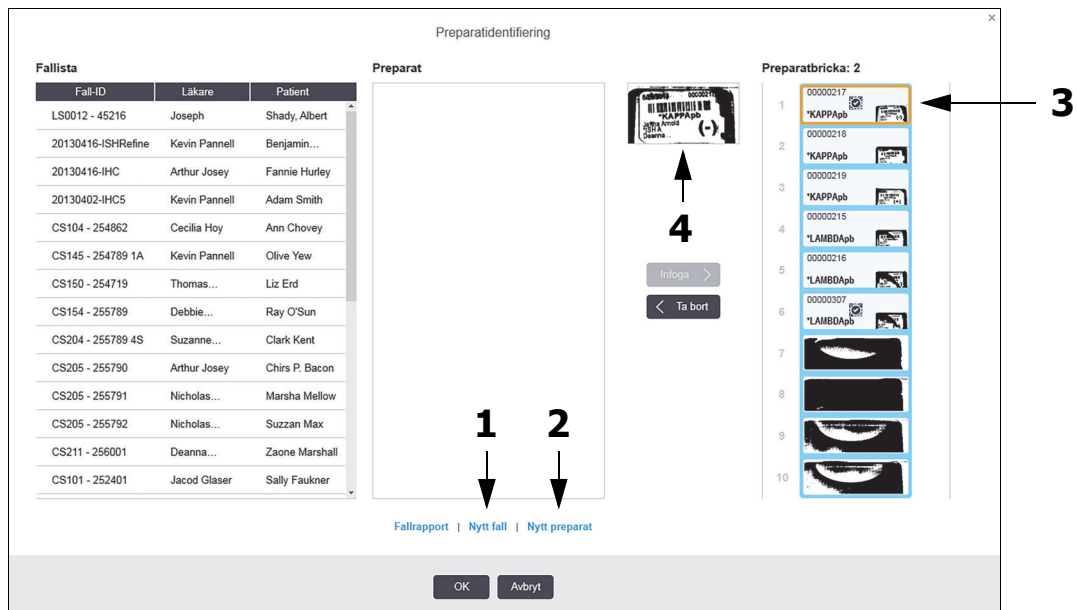 ×
Preparatidentifiering
Fallista
Fall-ID Läkare Patient
LS0012 - 45216 Joseph Shady, Albert
20130416-ISHRefine Kevin Pannell Benjamin...
20130416-IHC Arthur Josey Fannie Hurley
20130402-IHC5 Kevin Pannell Adam Smith
CS104 - 254862 Cecilia Hoy Ann Chovey
CS145 - 254789 1A Kevin Pannell Olive Yew
CS150 - 254719 Thomas... Liz Erd
CS154 - 255789 Debbie... Ray O'Sun
CS204 - 255789 4S Suzanne... Clark Kent
CS205 - 255790 Arthur Josey Chirs P. Bacon
CS205 - 255791 Nicholas... Marsha Mellow
CS205 - 255792 Nicholas... Suzzan Max
CS211 - 256001 Deanna... Zaone Marshall
CS101 - 252401 Jacod Glaser Sally Faukner
Preparat
*KAPPApb
Jeltha Arnold
*ISH A
Deanna...
(-)
4
Infoga >
< Ta bort
Preparatbricka: 2
1 00000217
*KAPPApb
2 00000218
*KAPPApb
3 00000219
*KAPPApb
4 00000215
*LAMBDApb
5 00000216
*LAMBDApb
6 00000307
*LAMBDApb
7
8
9
10
3
1
2
Fallrapport | Nytt fall | Nytt preparat
OK Avbryt